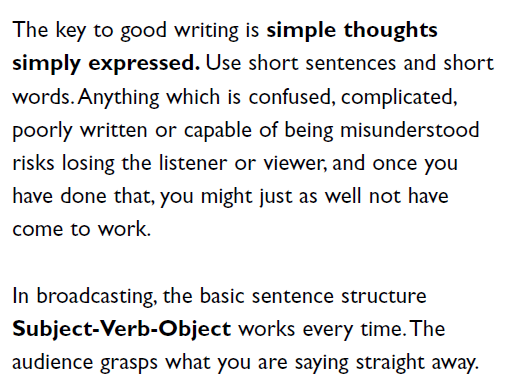 The key to good writing is simple thoughts
simply expressed. Use short sentences and short
words. Anything which is confused, complicated,
poorly written or capable of being misunderstood
risks losing the listener or viewer, and once you
have done that, you might just as well not have
come to work.
In broadcasting, the basic sentence structure
Subject-Verb-Object works every time. The
audience grasps what you are saying straight away.